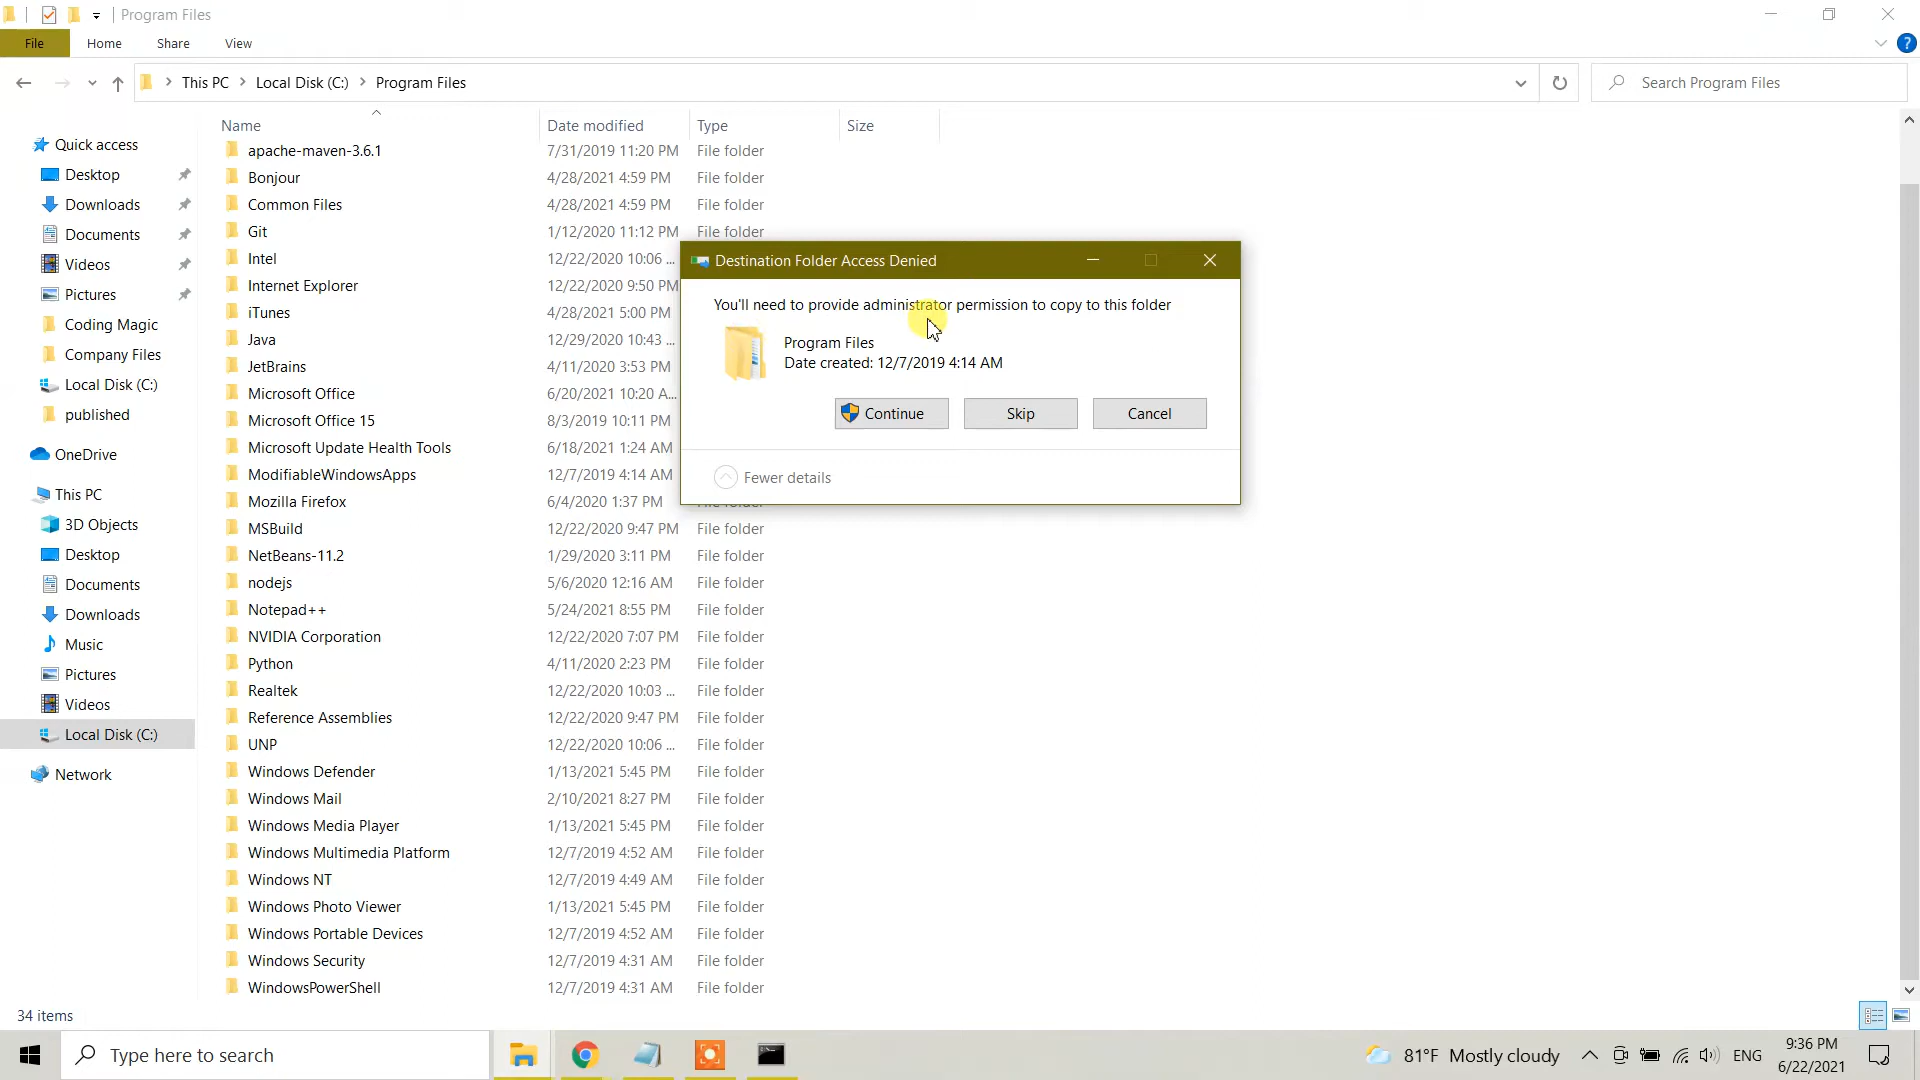 Program Files
File Home Share View
This PC Local Disk (C:) Program Files
Search Program Files
Name Date modified Type Size
Quick access
Desktop
Downloads
Documents
Videos
Pictures
Coding Magic
Company Files
Local Disk (C:)
published
OneDrive
This PC
3D Objects
Desktop
Documents
Downloads
Music
Pictures
Videos
Local Disk (C:)
Network
apache-maven-3.6.1 7/31/2019 11:20 PM File folder
Bonjour 4/28/2021 4:59 PM File folder
Common Files 4/28/2021 4:59 PM File folder
Git 1/12/2020 11:12 PM File folder
Intel 12/22/2020 10:06 ...
Internet Explorer 12/22/2020 9:50 PM
iTunes 4/28/2021 5:00 PM
Java 12/29/2020 10:43 ...
JetBrains 4/11/2020 3:53 PM
Microsoft Office 6/20/2021 10:20 A...
Microsoft Office 15 8/3/2019 10:11 PM
Microsoft Update Health Tools 6/18/2021 1:24 AM
ModifiableWindowsApps 12/7/2019 4:14 AM
Mozilla Firefox 6/4/2020 1:37 PM File folder
MSBuild 12/22/2020 9:47 PM File folder
NetBeans-11.2 1/29/2020 3:11 PM File folder
nodejs 5/6/2020 12:16 AM File folder
Notepad++ 5/24/2021 8:55 PM File folder
NVIDIA Corporation 12/22/2020 7:07 PM File folder
Python 4/11/2020 2:23 PM File folder
Realtek 12/22/2020 10:03 ... File folder
Reference Assemblies 12/22/2020 9:47 PM File folder
UNP 12/22/2020 10:06 ... File folder
Windows Defender 1/13/2021 5:45 PM File folder
Windows Mail 2/10/2021 8:27 PM File folder
Windows Media Player 1/13/2021 5:45 PM File folder
Windows Multimedia Platform 12/7/2019 4:52 AM File folder
Windows NT 12/7/2019 4:49 AM File folder
Windows Photo Viewer 1/13/2021 5:45 PM File folder
Windows Portable Devices 12/7/2019 4:52 AM File folder
Windows Security 12/7/2019 4:31 AM File folder
WindowsPowerShell 12/7/2019 4:31 AM File folder
Destination Folder Access Denied
You'll need to provide administrator permission to copy to this folder
Program Files
Date created: 12/7/2019 4:14 AM
Continue Skip Cancel
Fewer details
34 items
Type here to search
81°F Mostly cloudy
ENG
9:36 PM
6/22/2021